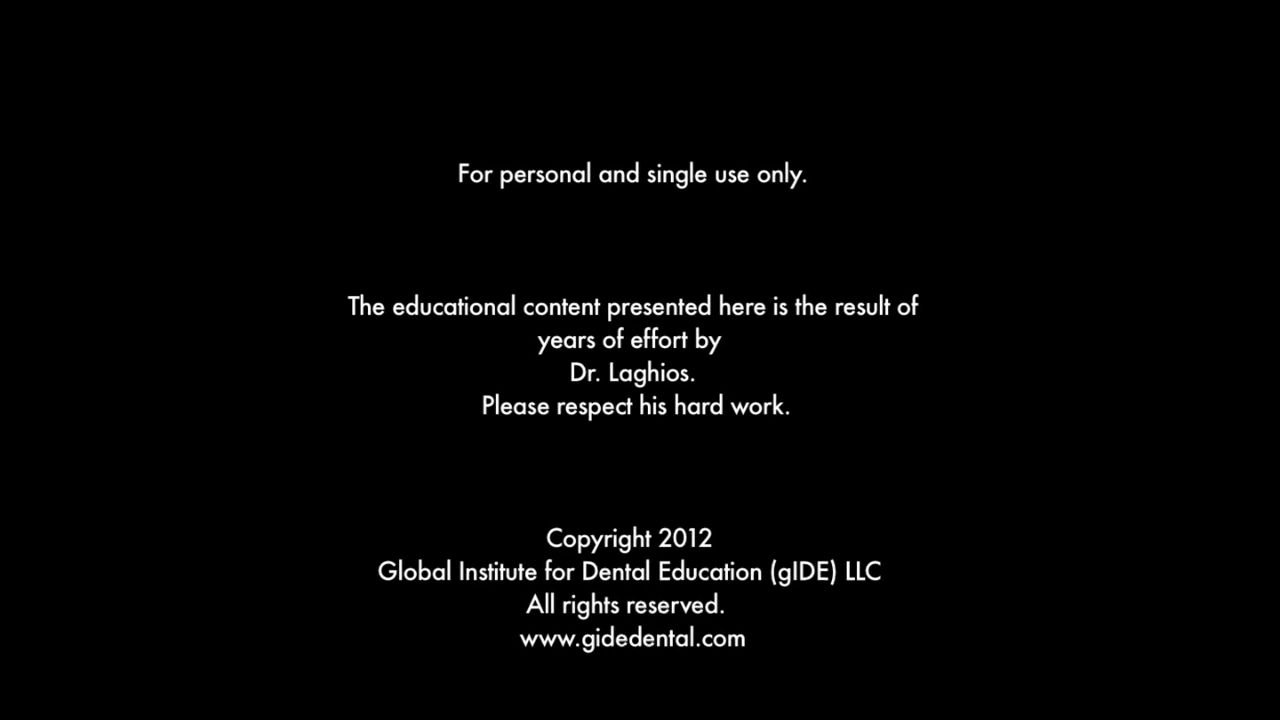 For personal and single use only.
The educational content presented here is the result of
years of effort by
Dr. Laghios.
Please respect his hard work.
Copyright 2012
Global Institute for Dental Education (gIDE) LLC
All rights reserved.
www.gidedental.com